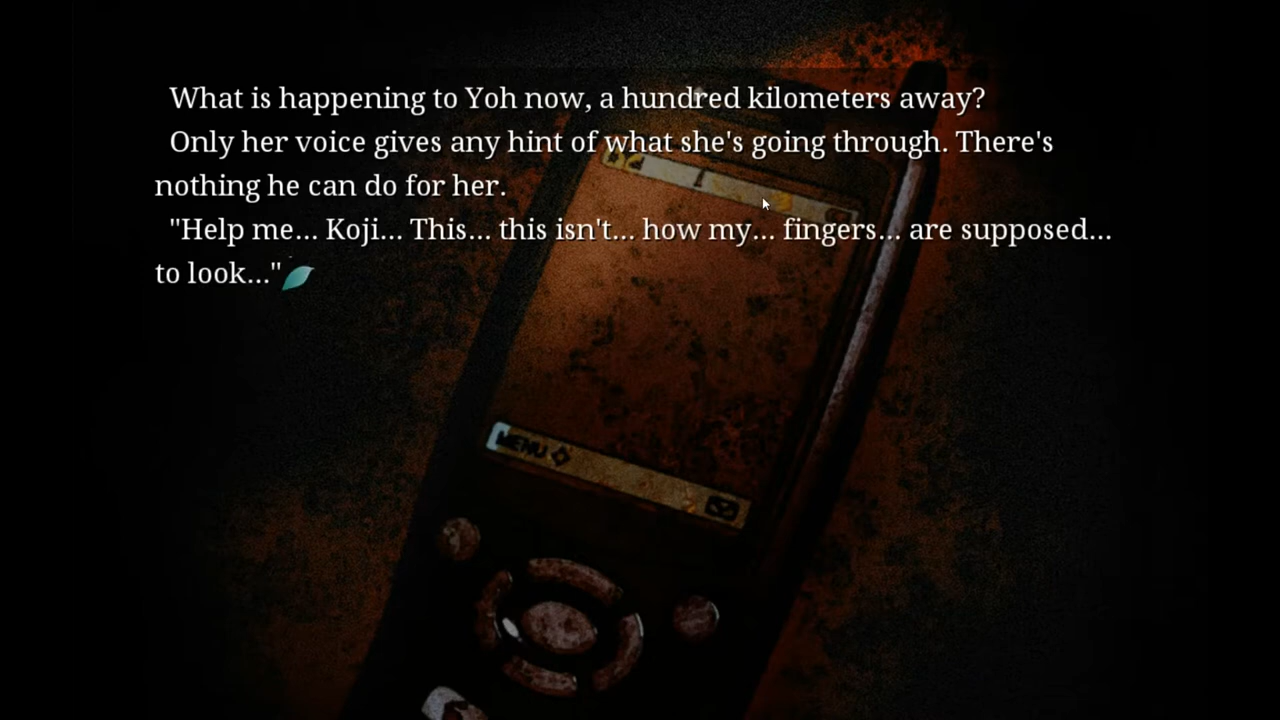 What is happening to Yoh now, a hundred kilometers away?
Only her voice gives any hint of what she's going through. There's
nothing he can do for her.
"Help me... Koji... This... this isn't... how my... fingers... are supposed...
to look..."
MENU